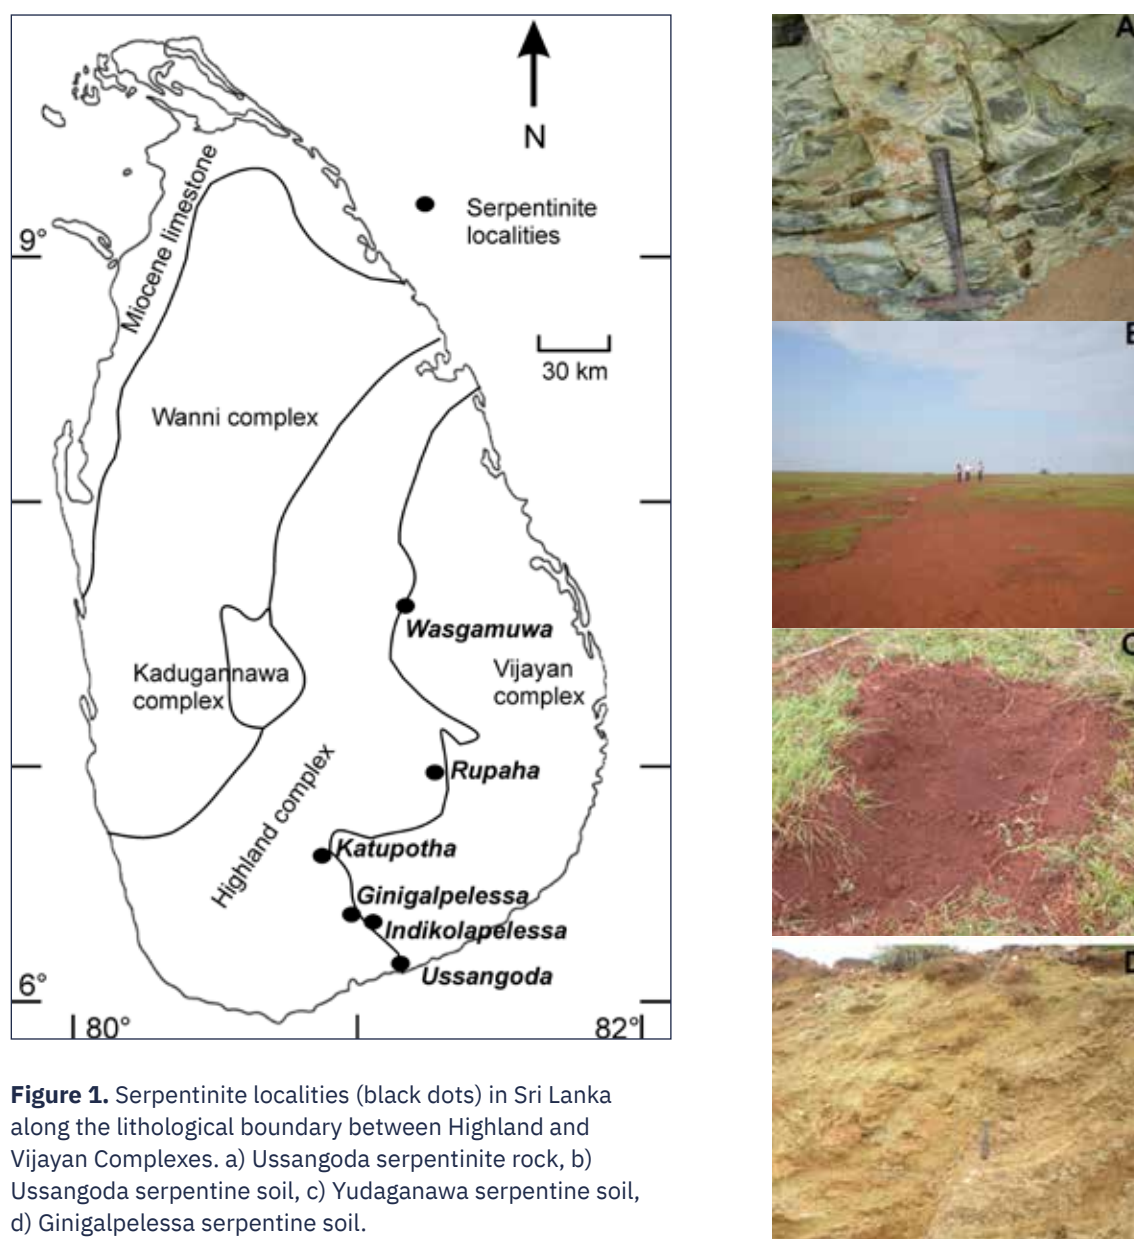 N
Serpentinite
localities
Miocene limestone
9°
30 km
Wanni complex
Wasgamuwa
Kadugannawa
complex
Vijayan
complex
Highland complex
Rupaha
Katupotha
Ginigalpelessa
Indikolapelessa
Ussangoda
6°
80°
82°
A
B
C
D
Figure 1. Serpentinite localities (black dots) in Sri Lanka
along the lithological boundary between Highland and
Vijayan Complexes. a) Ussangoda serpentinite rock, b)
Ussangoda serpentine soil, c) Yudaganawa serpentine soil,
d) Ginigalpelessa serpentine soil.